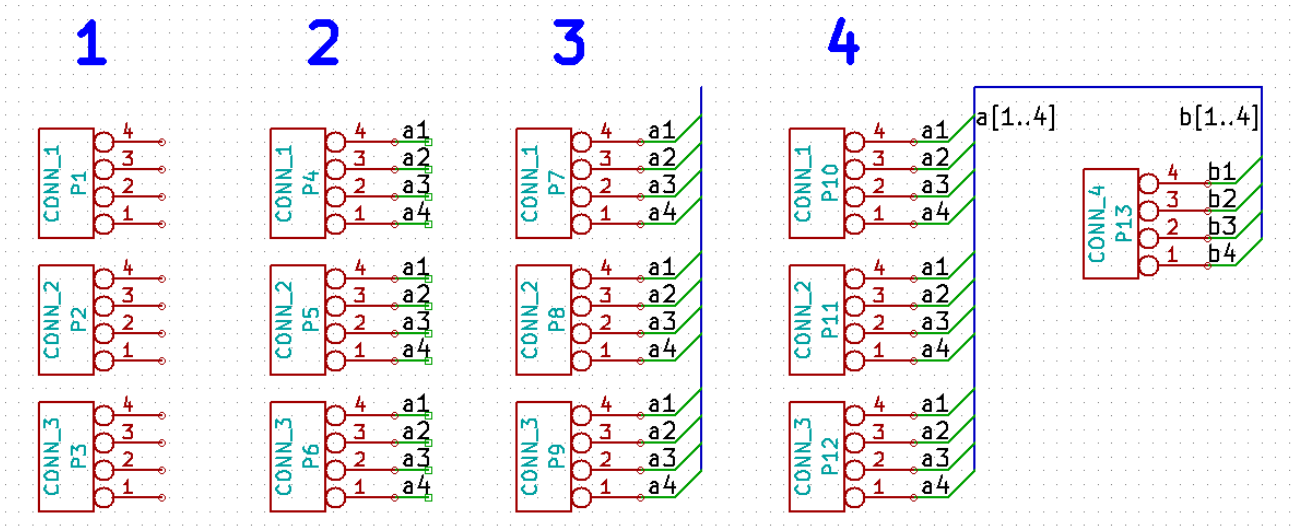 1 2 3 4
a[1..4] b[1..4]
CONN_1 P1 4 3 2 1
CONN_2 P2 4 3 2 1
CONN_3 P3 4 3 2 1
CONN_1 P4 4 a1 3 a2 2 a3 1 a4
CONN_2 P5 4 a1 3 a2 2 a3 1 a4
CONN_3 P6 4 a1 3 a2 2 a3 1 a4
CONN_1 P7 4 a1 3 a2 2 a3 1 a4
CONN_2 P8 4 a1 3 a2 2 a3 1 a4
CONN_3 P9 4 a1 3 a2 2 a3 1 a4
CONN_1 P10 4 a1 3 a2 2 a3 1 a4
CONN_2 P11 4 a1 3 a2 2 a3 1 a4
CONN_3 P12 4 a1 3 a2 2 a3 1 a4
CONN_4 P13 4 b1 3 b2 2 b3 1 b4